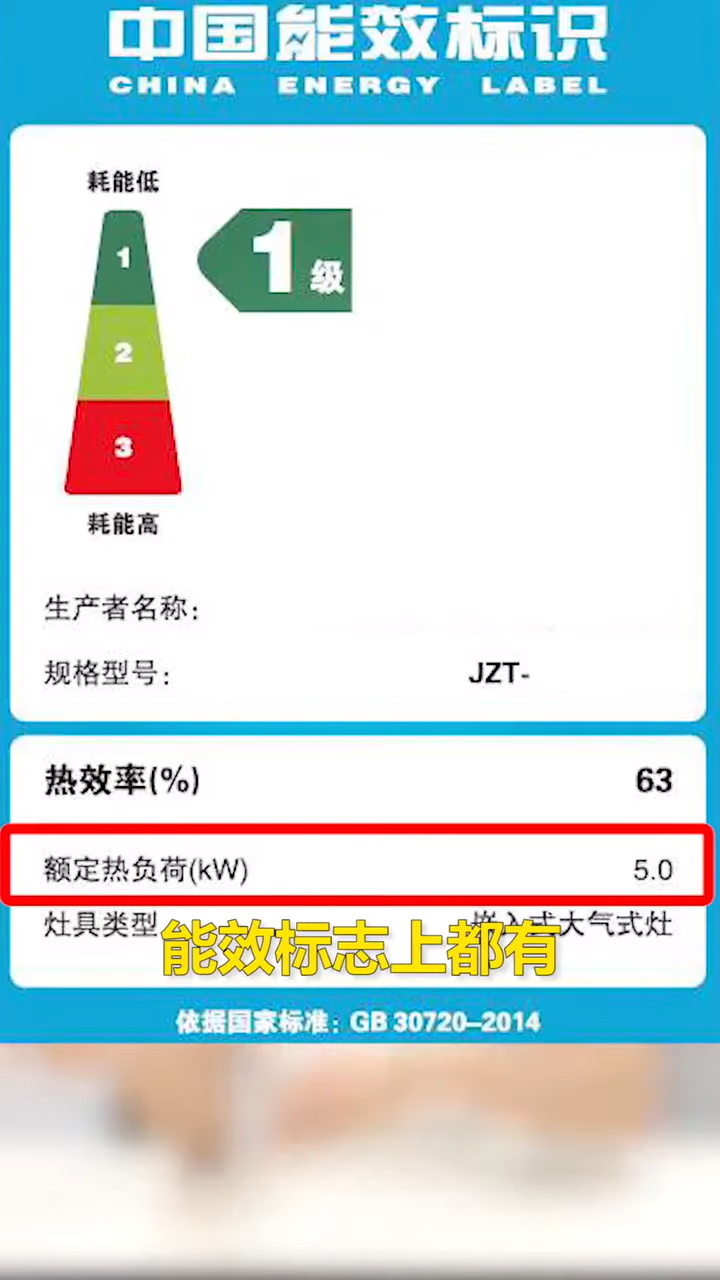 中国能效标识
CHINA ENERGY LABEL
耗能低
1
1级
2
3
耗能高
生产者名称：
规格型号： JZT-
热效率(%) 63
额定热负荷(kW) 5.0
灶具类型 嵌入式大气式灶
能效标志上都有
依据国家标准：GB 30720–2014